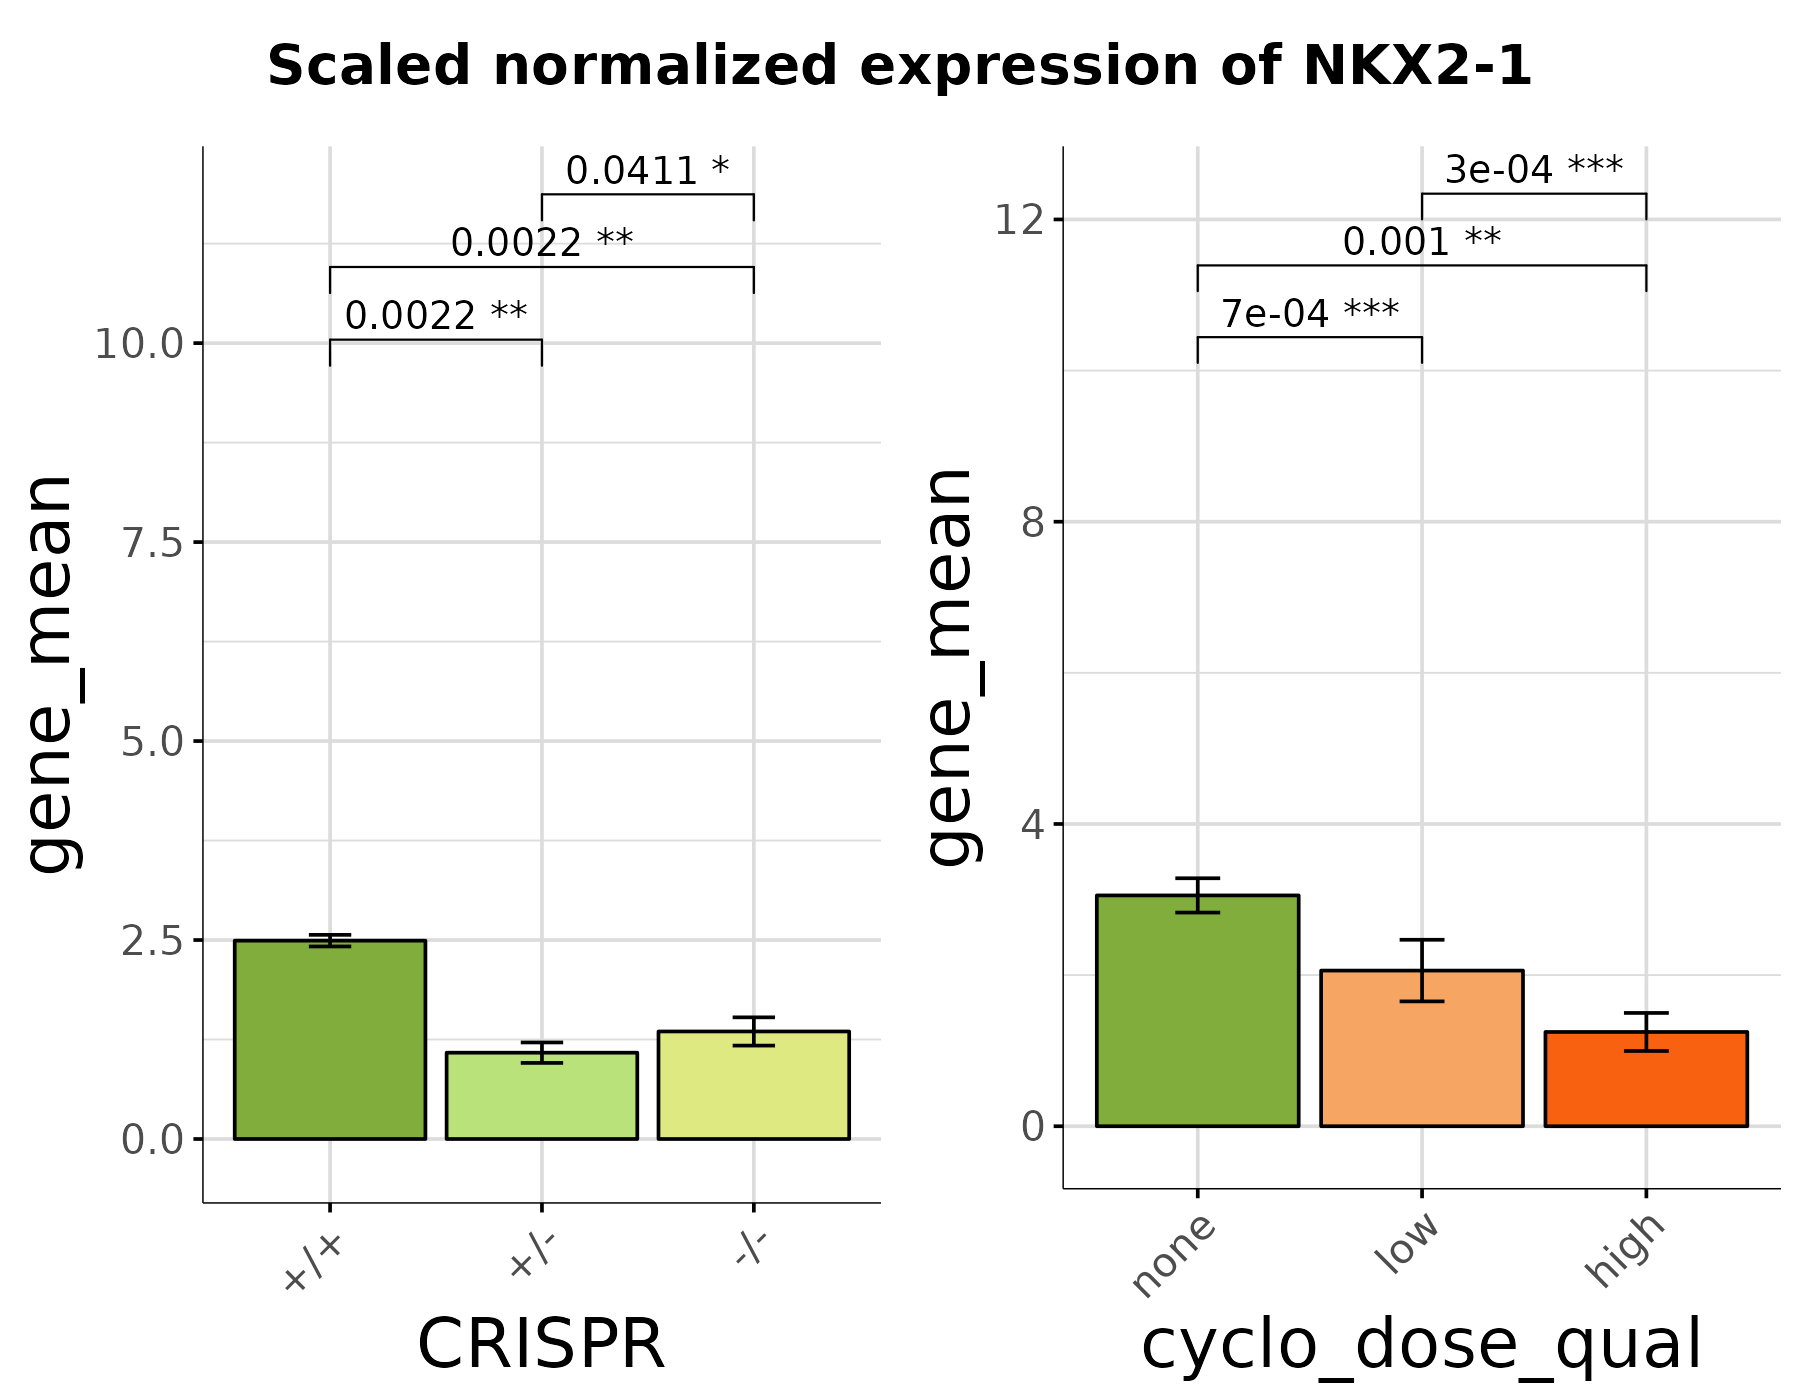 Scaled normalized expression of NKX2-1
gene_mean
0.0411 *
0.0022 **
0.0022 **
10.0
7.5
5.0
2.5
0.0
+/+
+/-
-/-
CRISPR
gene_mean
3e-04 ***
0.001 **
7e-04 ***
12
8
4
0
none
low
high
cyclo_dose_qual